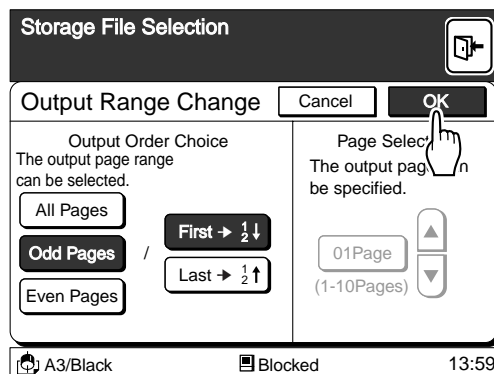 Storage File Selection
Output Range Change
Cancel
OK
Output Order Choice
The output page range
can be selected.
All Pages
Odd Pages
Even Pages
/
First → 1/2 ↓
Last → 1/2 ↑
Page
The output
be specified.
01Page
(1-10Pages)
A3/Black
Blocked
13:59